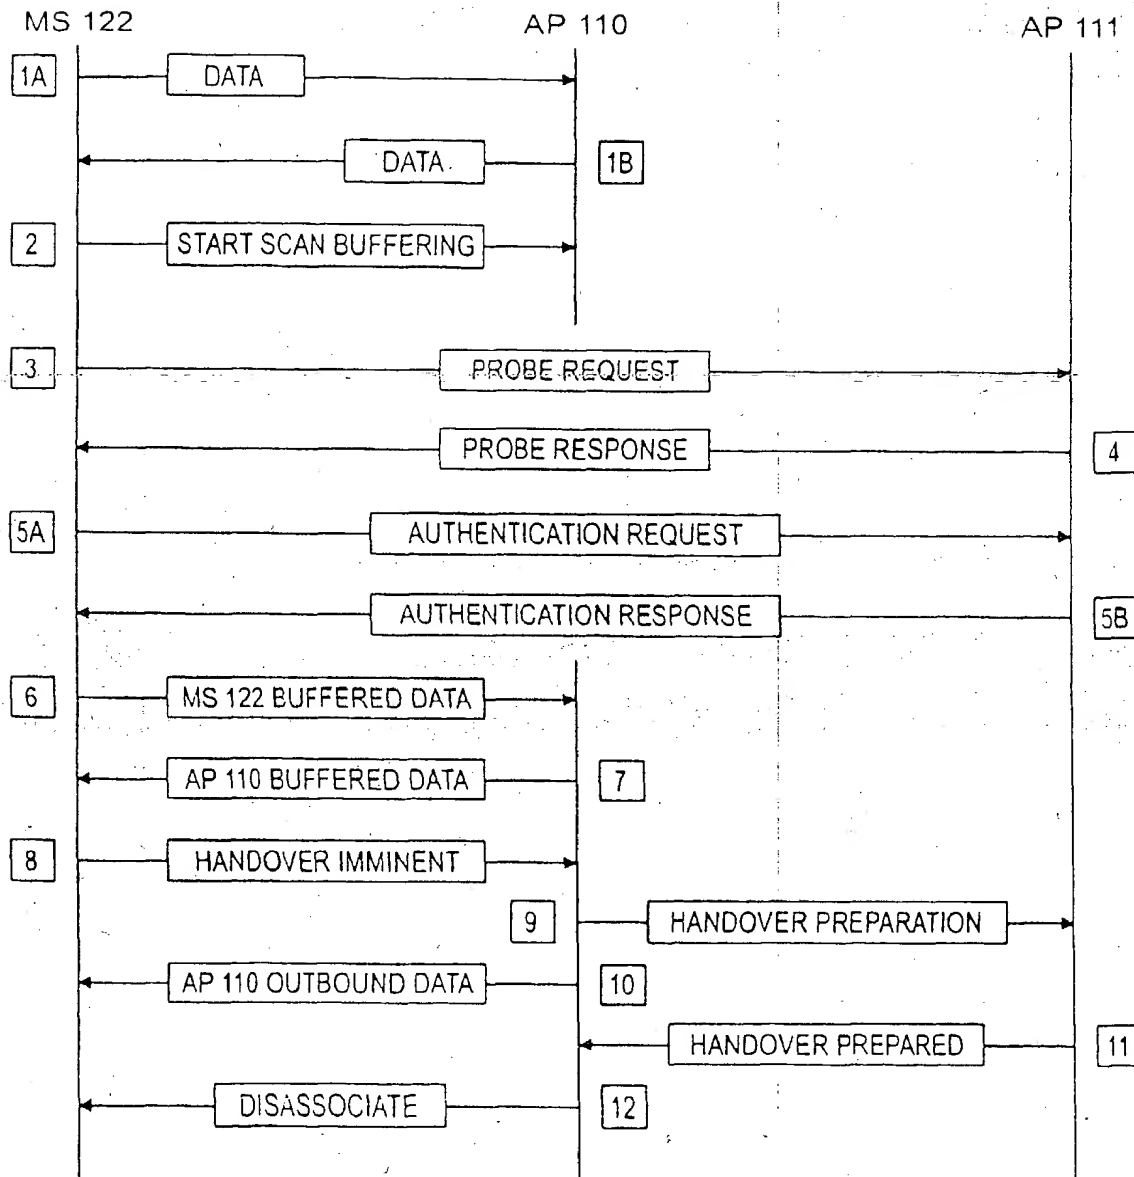 MS 122 AP 110 AP 111
1A DATA
DATA 1B
2 START SCAN BUFFERING
3 PROBE REQUEST
PROBE RESPONSE 4
5A AUTHENTICATION REQUEST
AUTHENTICATION RESPONSE 5B
6 MS 122 BUFFERED DATA
AP 110 BUFFERED DATA 7
8 HANDOVER IMMINENT
9 HANDOVER PREPARATION
AP 110 OUTBOUND DATA 10
HANDOVER PREPARED 11
DISASSOCIATE 12